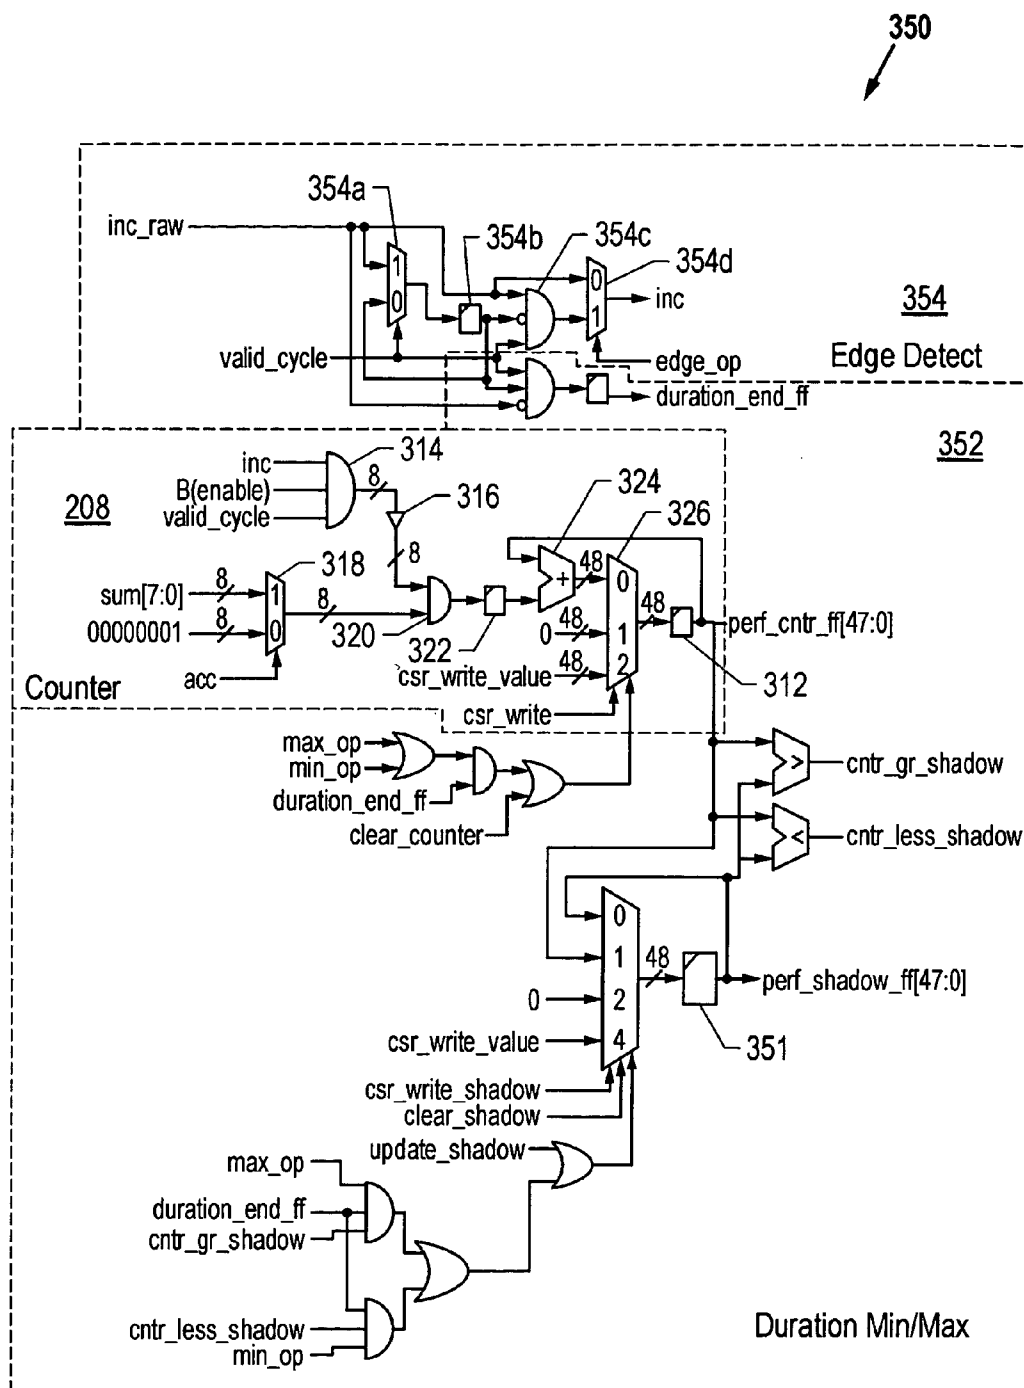 350
354a
inc_raw
354b
354c
354d
1
0
0
1
inc
354
valid_cycle
edge_op
Edge Detect
duration_end_ff
352
314
inc
8
B(enable)
316
324
208
valid_cycle
326
8
318
48
0
sum[7:0]
8
1
8
+
48
00000001
8
0
320
322
0
48
1
perf_cntr_ff[47:0]
csr_write_value
48
2
acc
312
Counter
csr_write
max_op
min_op
>
cntr_gr_shadow
duration_end_ff
clear_counter
<
cntr_less_shadow
0
1
48
0
2
perf_shadow_ff[47:0]
csr_write_value
4
351
csr_write_shadow
clear_shadow
update_shadow
max_op
duration_end_ff
cntr_gr_shadow
cntr_less_shadow
min_op
Duration Min/Max